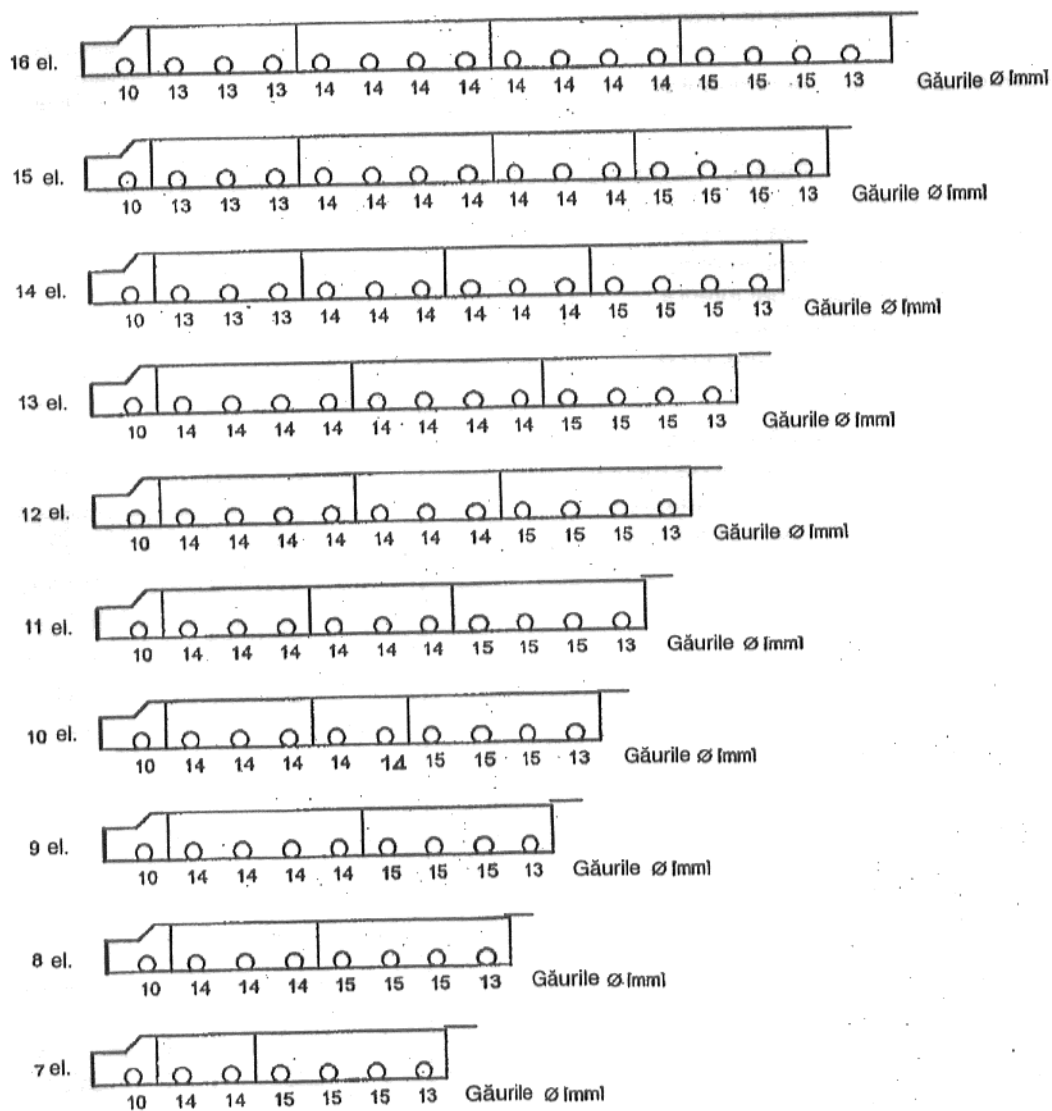 16 el.
10 13 13 13 14 14 14 14 14 14 14 14 15 15 15 13 Găurile Ø [mm]
15 el.
10 13 13 13 14 14 14 14 14 14 14 15 15 15 13 Găurile Ø [mm]
14 el.
10 13 13 13 14 14 14 14 14 14 15 15 15 13 Găurile Ø [mm]
13 el.
10 14 14 14 14 14 14 14 14 15 15 15 13 Găurile Ø [mm]
12 el.
10 14 14 14 14 14 14 14 15 15 15 13 Găurile Ø [mm]
11 el.
10 14 14 14 14 14 14 15 15 15 13 Găurile Ø [mm]
10 el.
10 14 14 14 14 14 15 15 15 13 Găurile Ø [mm]
9 el.
10 14 14 14 14 15 15 15 13 Găurile Ø [mm]
8 el.
10 14 14 14 15 15 15 13 Găurile Ø [mm]
7 el.
10 14 14 15 15 15 13 Găurile Ø [mm]